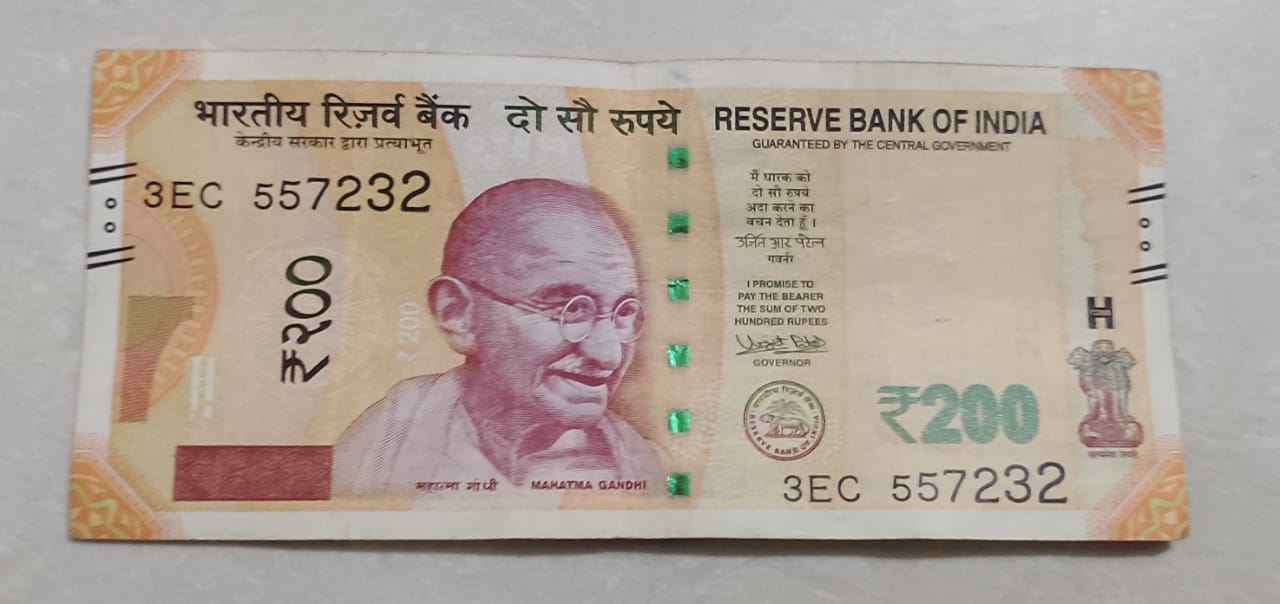 भारतीय रिज़र्व बैंक दो सौ रुपये RESERVE BANK OF INDIA
केन्द्रीय सरकार द्वारा प्रत्याभूत GUARANTEED BY THE CENTRAL GOVERNMENT
3EC 557232
₹२००
₹200
मैं धारक को
दो सौ रुपये
अदा करने का
वचन देता हूँ ।
उर्जित आर पटेल
गवर्नर
I PROMISE TO
PAY THE BEARER
THE SUM OF TWO
HUNDRED RUPEES
GOVERNOR
भारतीय रिज़र्व बैंक
RESERVE BANK OF INDIA
H
₹200
सत्यमेव जयते
महात्मा गांधी MAHATMA GANDHI
3EC 557232